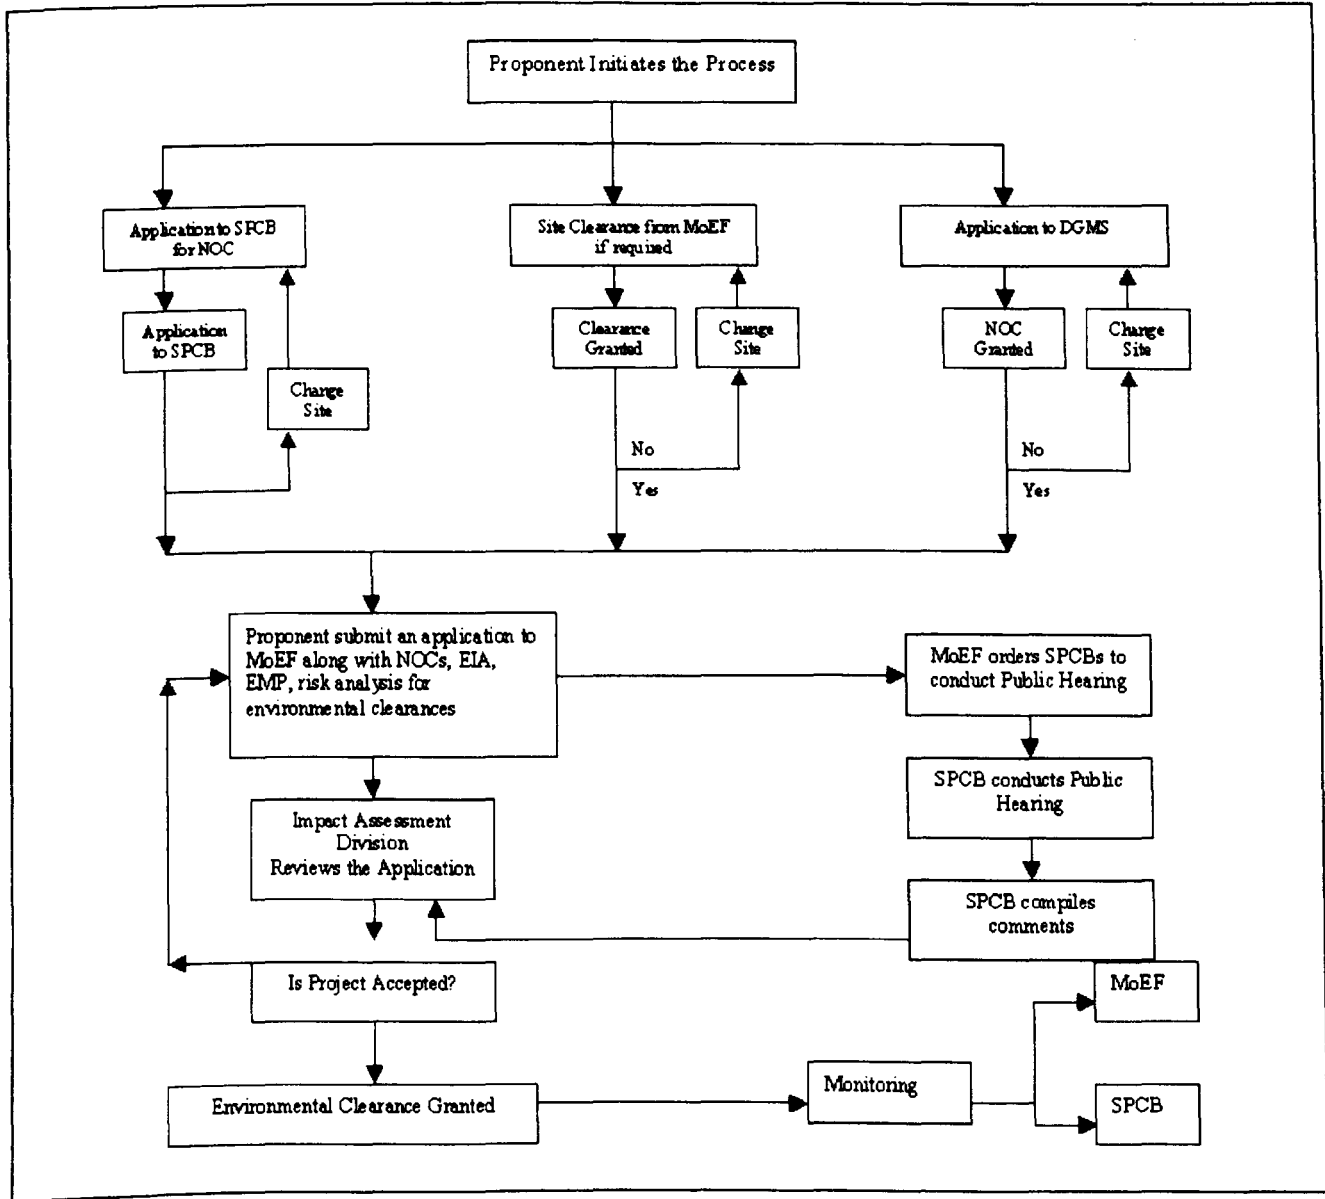 Proponent Initiates the Process
Application to SPCB
for NOC
Site Clearance from MoEF
if required
Application to DGMS
Application
to SPCB
Change
Site
Clearance
Granted
Change
Site
NOC
Granted
Change
Site
No
Yes
No
Yes
Proponent submit an application to
MoEF along with NOCs, EIA,
EMP, risk analysis for
environmental clearances
MoEF orders SPCBs to
conduct Public Hearing
SPCB conducts Public
Hearing
Impact Assessment
Division
Reviews the Application
SPCB compiles
comments
Is Project Accepted?
MoEF
Monitoring
SPCB
Environmental Clearance Granted